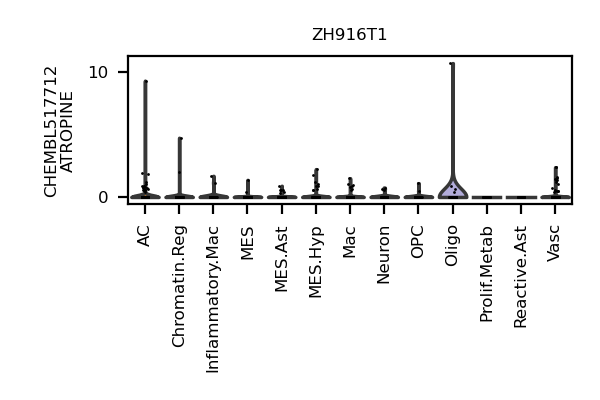 ZH916T1
CHEMBL517712
ATROPINE
10
0
AC
Chromatin.Reg
Inflammatory.Mac
MES
MES.Ast
MES.Hyp
Mac
Neuron
OPC
Oligo
Prolif.Metab
Reactive.Ast
Vasc